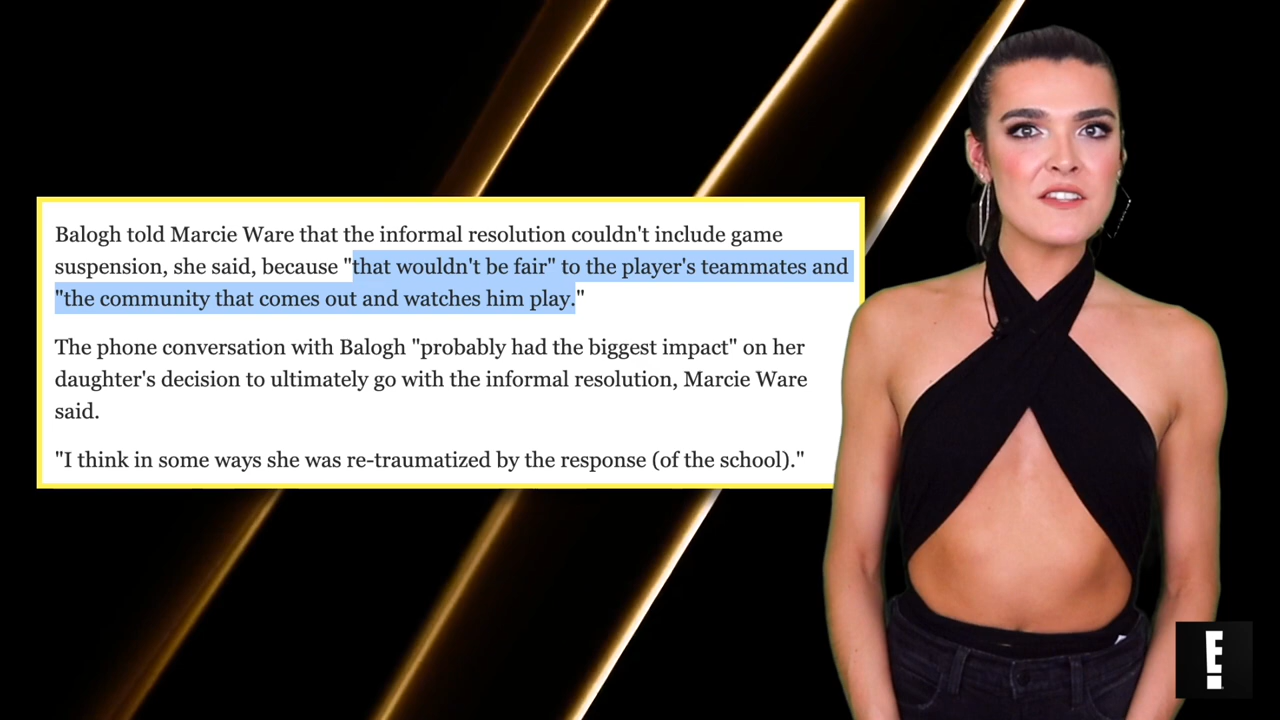 Balogh told Marcie Ware that the informal resolution couldn't include game
suspension, she said, because "that wouldn't be fair" to the player's teammates and
"the community that comes out and watches him play."
The phone conversation with Balogh "probably had the biggest impact" on her
daughter's decision to ultimately go with the informal resolution, Marcie Ware
said.
"I think in some ways she was re-traumatized by the response (of the school)."
E!